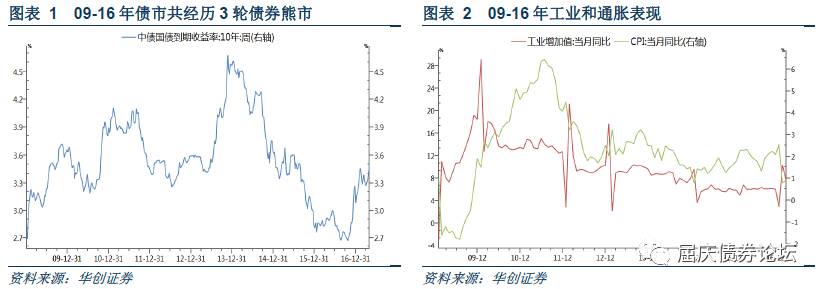 图表 1 09-16 年债市共经历 3 轮债券熊市
%
中债国债到期收益率:10年:周(右轴)
%
4.5 4.5
4.2 4.2
3.9 3.9
3.6 3.6
3.3 3.3
3.0 3.0
2.7 2.7
09-12-31 10-12-31 11-12-31 12-12-31 13-12-31 14-12-31 15-12-31 16-12-31
资料来源：华创证券
图表 2 09-16 年工业和通胀表现
%
工业增加值:当月同比 CPI:当月同比(右轴)
%
28 6
24 5
20 4
16 3
12 2
8 1
4 0
0 -1
-4 -2
09-12 10-12 11-12 12-12 13-12 14-12
屈庆债券论坛
资料来源：华创证券